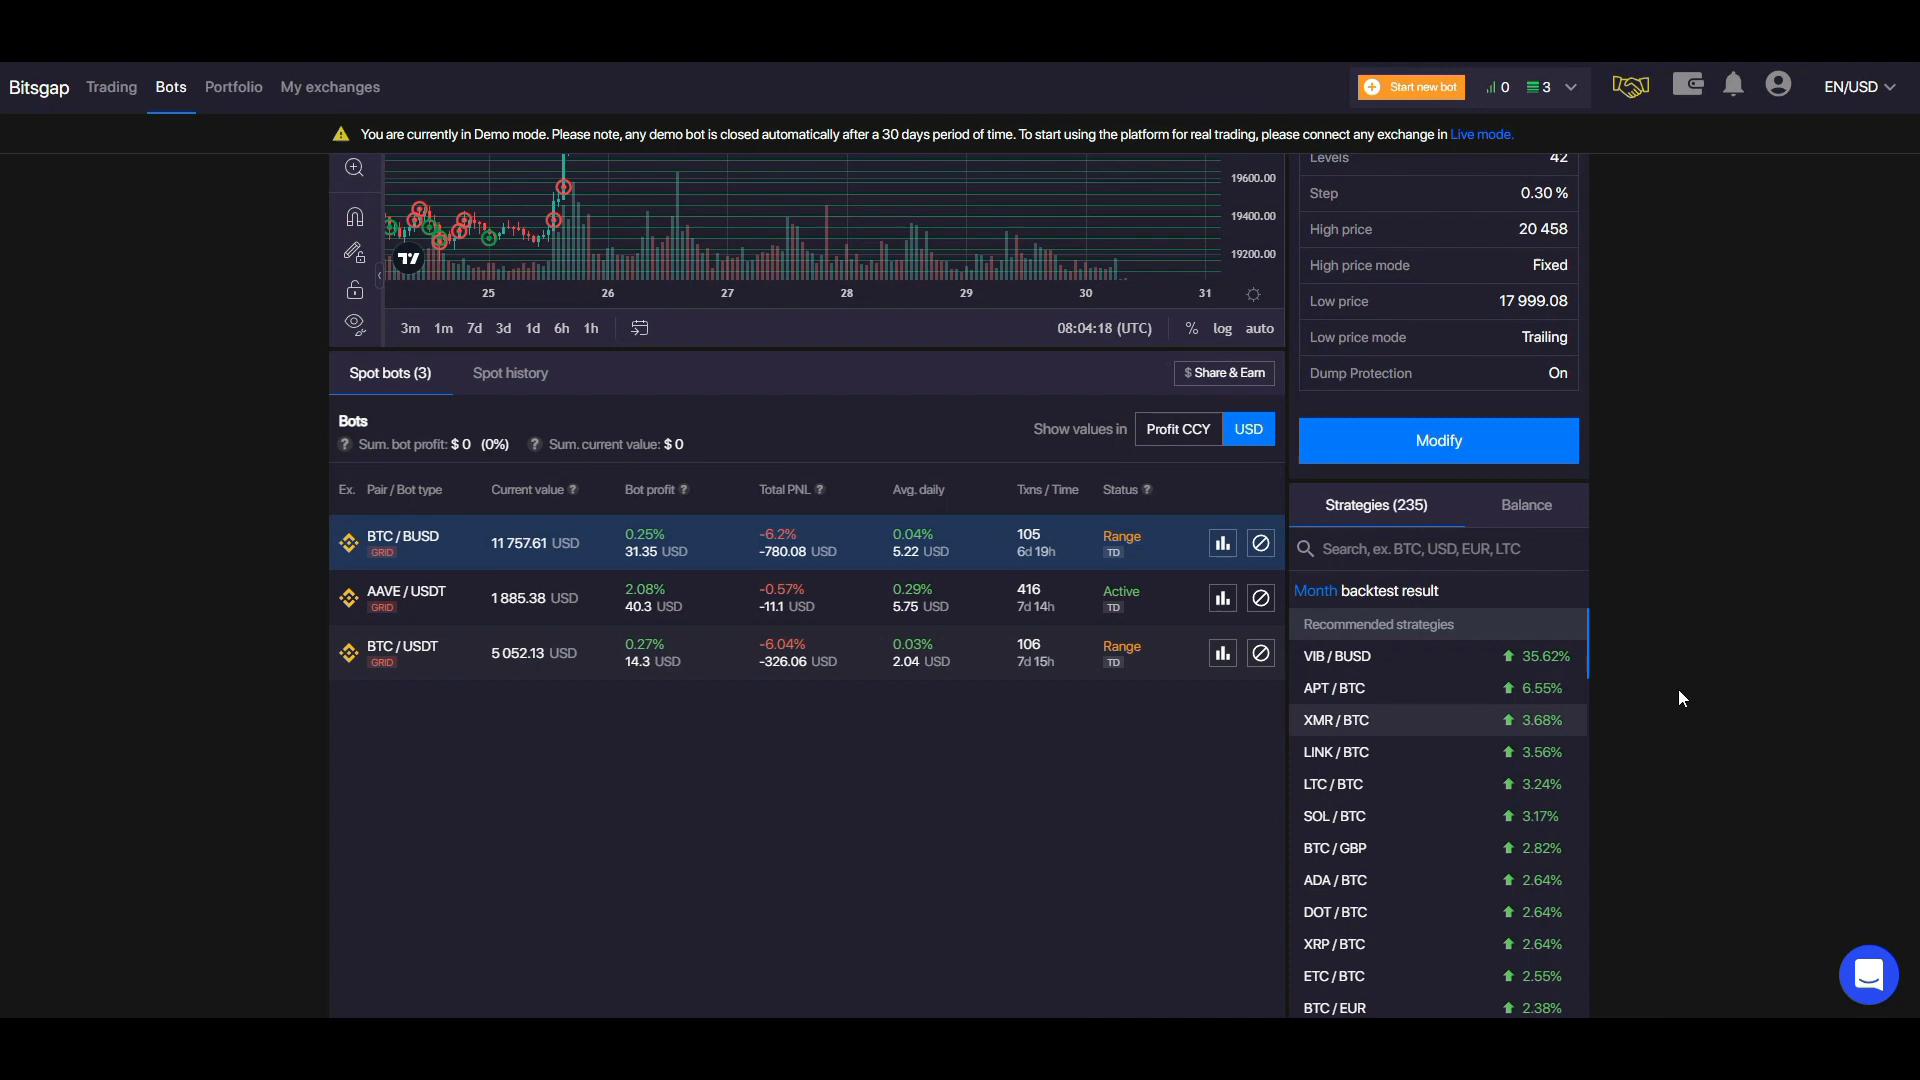 Bitsgap Trading Bots Portfolio My exchanges Start new bot 0 3 EN/USD
You are currently in Demo mode. Please note, any demo bot is closed automatically after a 30 days period of time. To start using the platform for real trading, please connect any exchange in Live mode.
19600.00
19400.00
19200.00
25 26 27 28 29 30 31
3m 1m 7d 3d 1d 6h 1h 08:04:18 (UTC) % log auto
Levels 42
Step 0.30 %
High price 20 458
High price mode Fixed
Low price 17 999.08
Low price mode Trailing
Dump Protection On
Modify
Spot bots (3) Spot history $ Share & Earn
Bots
? Sum. bot profit: $ 0 (0%) ? Sum. current value: $ 0
Show values in Profit CCY USD
Ex. Pair / Bot type Current value ? Bot profit ? Total PNL ? Avg. daily Txns / Time Status ?
BTC / BUSD GRID 11 757.61 USD 0.25% 31.35 USD -6.2% -780.08 USD 0.04% 5.22 USD 105 6d 19h Range TD
AAVE / USDT GRID 1 885.38 USD 2.08% 40.3 USD -0.57% -11.1 USD 0.29% 5.75 USD 416 7d 14h Active TD
BTC / USDT GRID 5 052.13 USD 0.27% 14.3 USD -6.04% -326.06 USD 0.03% 2.04 USD 106 7d 15h Range TD
Strategies (235) Balance
Search, ex. BTC, USD, EUR, LTC
Month backtest result
Recommended strategies
VIB / BUSD 35.62%
APT / BTC 6.55%
XMR / BTC 3.68%
LINK / BTC 3.56%
LTC / BTC 3.24%
SOL / BTC 3.17%
BTC / GBP 2.82%
ADA / BTC 2.64%
DOT / BTC 2.64%
XRP / BTC 2.64%
ETC / BTC 2.55%
BTC / EUR 2.38%